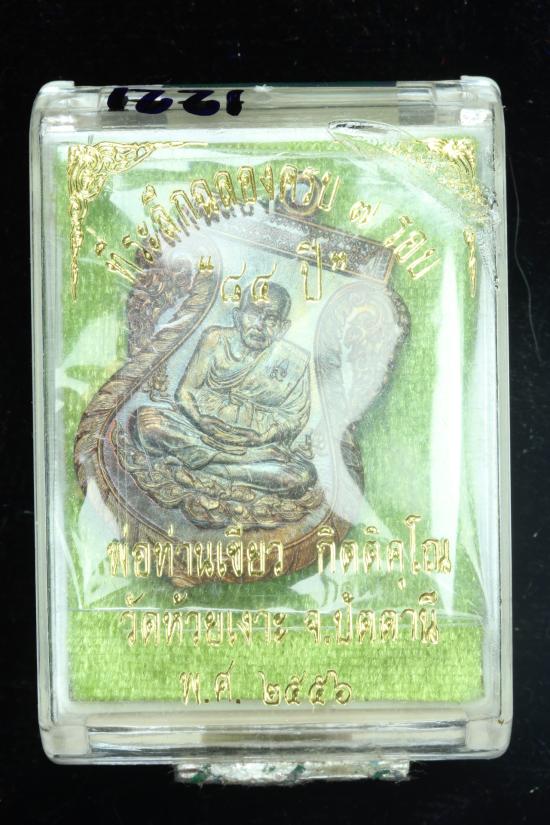 1221
ที่ระลึกฉลองครบ ๗ รอบ
"๘๔ ปี"
พ่อท่านเขียว กิตติคุโณ
วัดห้วยเงาะ จ.ปัตตานี
พ.ศ. ๒๕๕๖